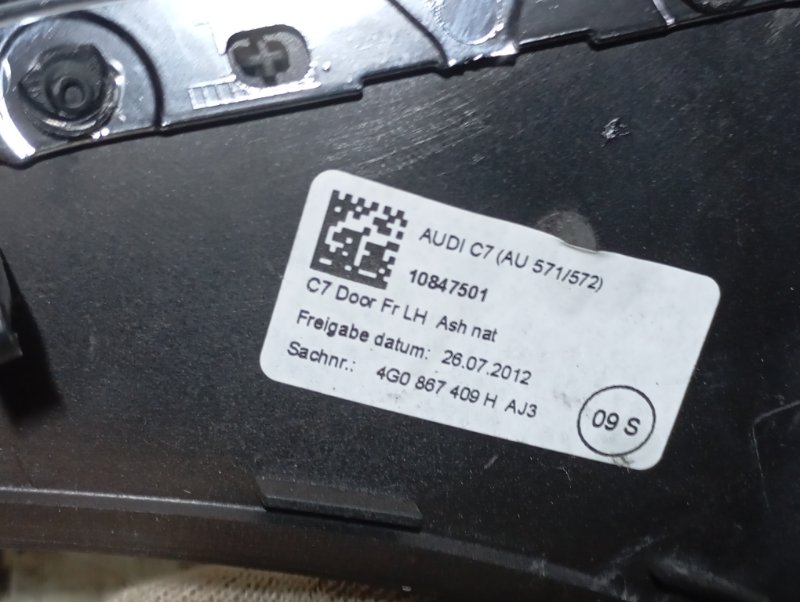 AUDI C7 (AU 571/572)
10847501
C7 Door Fr LH Ash nat
Freigabe datum: 26.07.2012
Sachnr.: 4G0 867 409 H AJ3
09 S